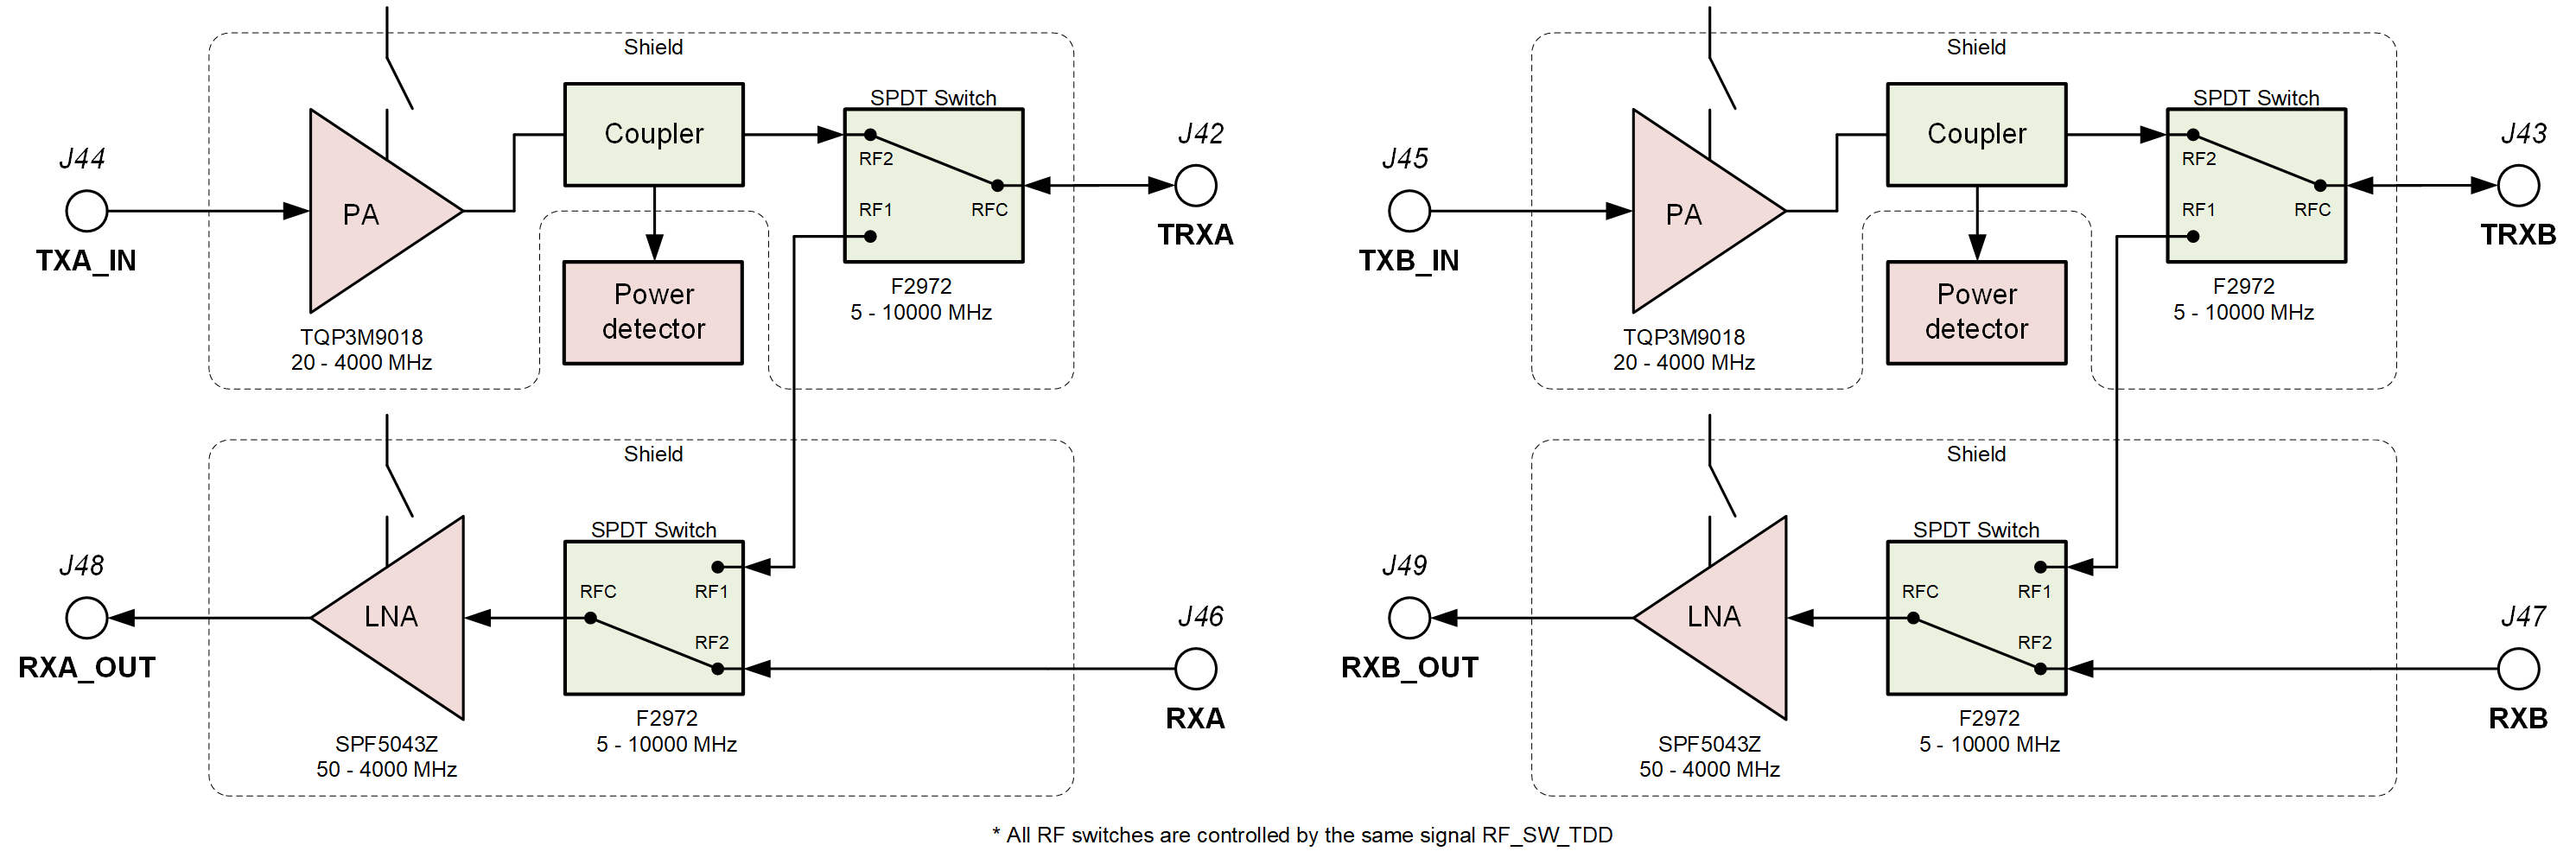 Shield
SPDT Switch
Coupler
J44
J42
RF2
PA
RF1
RFC
TXA_IN
TRXA
Power
detector
F2972
5 - 10000 MHz
TQP3M9018
20 - 4000 MHz
Shield
SPDT Switch
J48
RFC
RF1
LNA
J46
RF2
RXA_OUT
RXA
F2972
5 - 10000 MHz
SPF5043Z
50 - 4000 MHz
Shield
SPDT Switch
Coupler
J45
J43
RF2
PA
RF1
RFC
TXB_IN
TRXB
Power
detector
F2972
5 - 10000 MHz
TQP3M9018
20 - 4000 MHz
Shield
SPDT Switch
J49
RFC
RF1
LNA
J47
RF2
RXB_OUT
RXB
F2972
5 - 10000 MHz
SPF5043Z
50 - 4000 MHz
* All RF switches are controlled by the same signal RF_SW_TDD